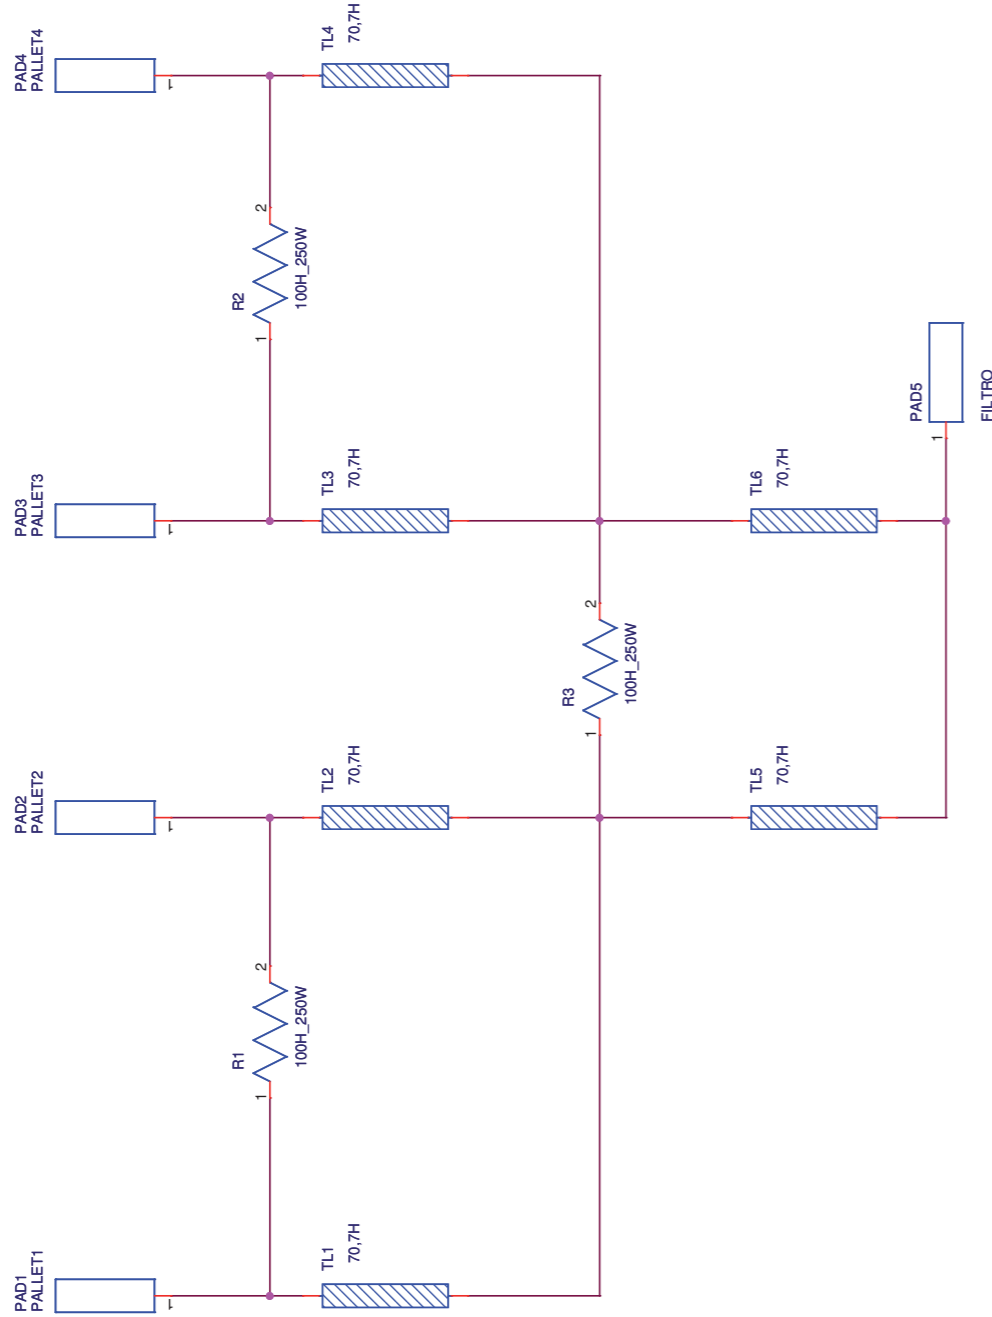 PAD4
PALLET4
1
TL4
70,7H
2
R2
100H_250W
1
PAD3
PALLET3
1
TL3
70,7H
PAD5
1
FILTRO
TL6
70,7H
2
R3
100H_250W
1
PAD2
PALLET2
1
TL2
70,7H
TL5
70,7H
2
R1
100H_250W
1
PAD1
PALLET1
1
TL1
70,7H